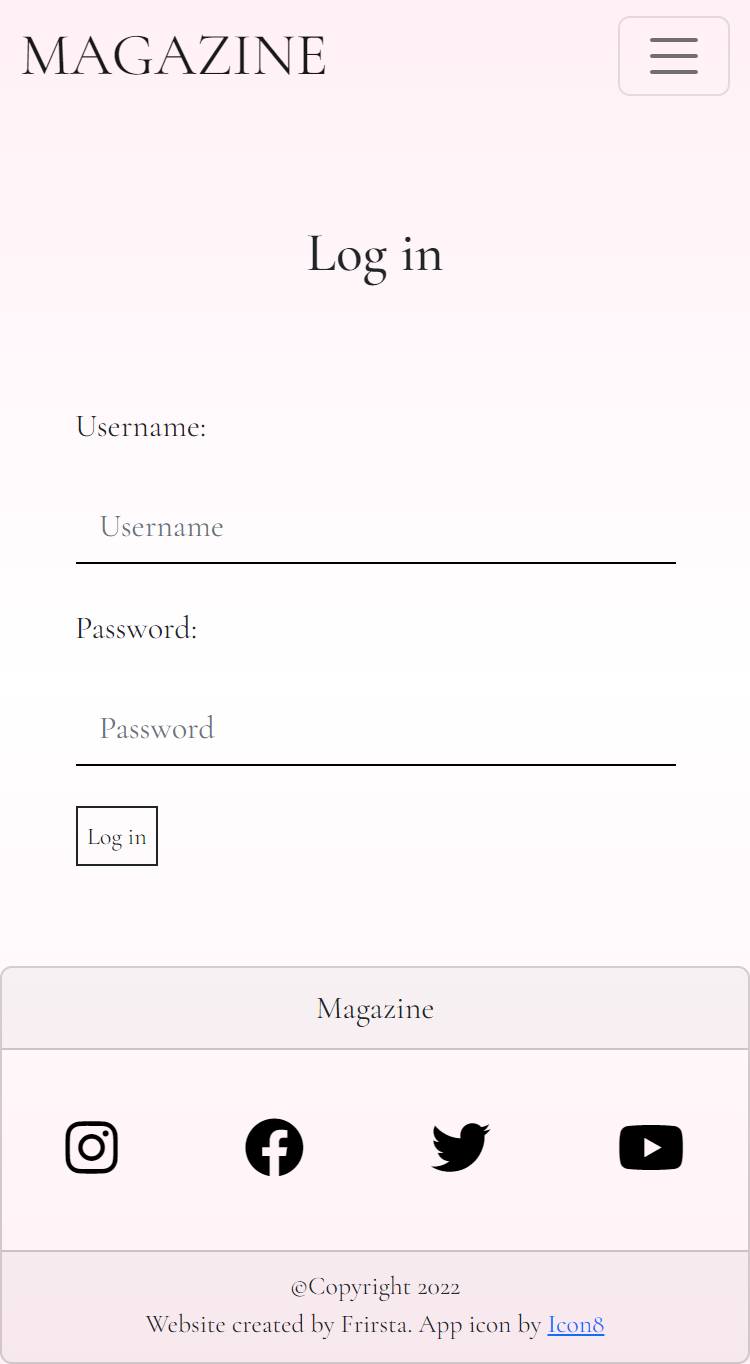 MAGAZINE
Log in
Username:
Username
Password:
Password
Log in
Magazine
©Copyright 2022
Website created by Frirsta. App icon by Icon8